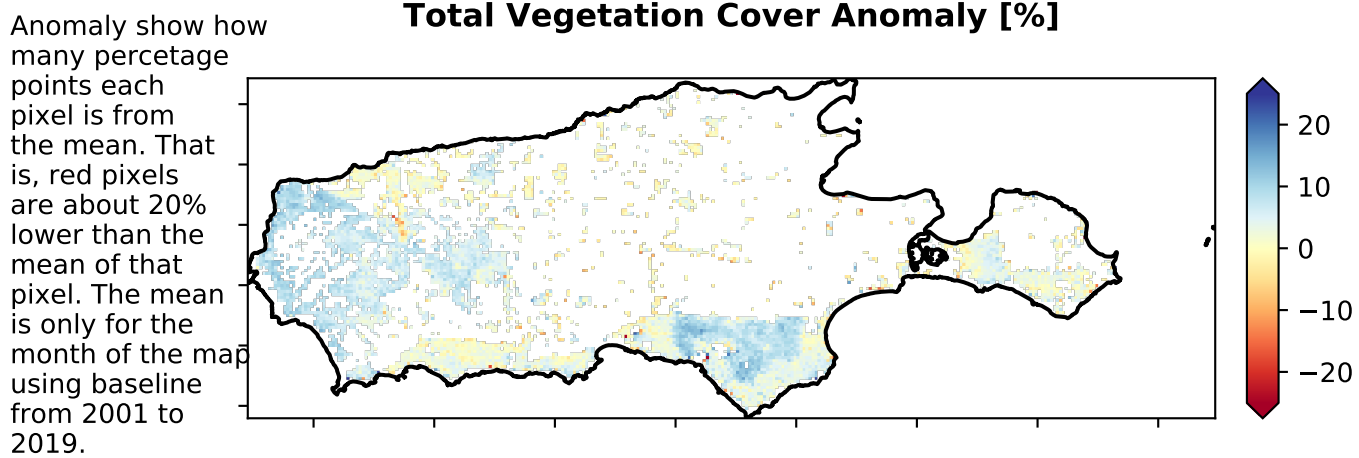 Total Vegetation Cover Anomaly [%]
Anomaly show how
many percetage
points each
pixel is from
the mean. That
is, red pixels
are about 20%
lower than the
mean of that
pixel. The mean
is only for the
month of the map
using baseline
from 2001 to
2019.
20
10
0
−10
−20